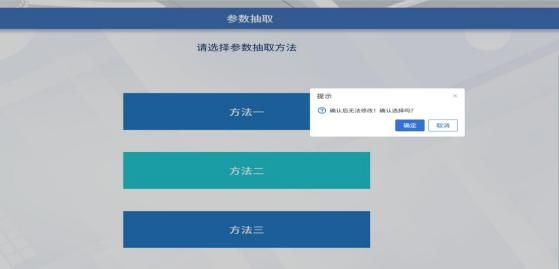 参数抽取
请选择参数抽取方法
提示
确认后无法修改！确认选择吗?
确定
取消
方法一
方法二
方法三